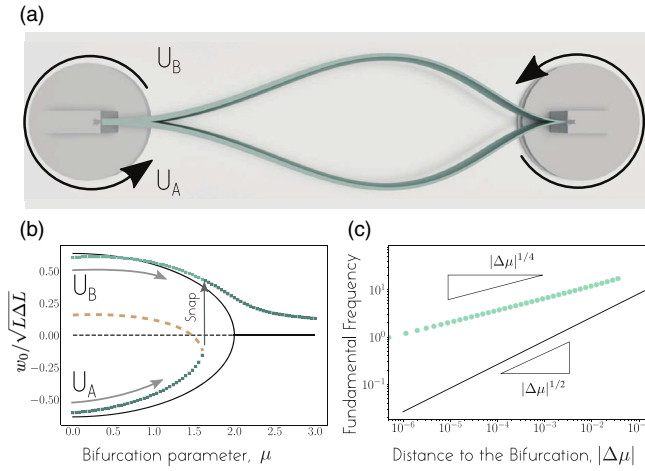 (a)
U_B
U_A
(b)
w_0/√LΔL
0.50
0.25
0.00
−0.25
−0.50
U_B
U_A
Snap
0.0 0.5 1.0 1.5 2.0 2.5 3.0
Bifurcation parameter, μ
(c)
Fundamental Frequency
10^1
10^0
10^−1
|Δμ|^1/4
|Δμ|^1/2
10^−6 10^−5 10^−4 10^−3 10^−2
Distance to the Bifurcation, |Δμ|